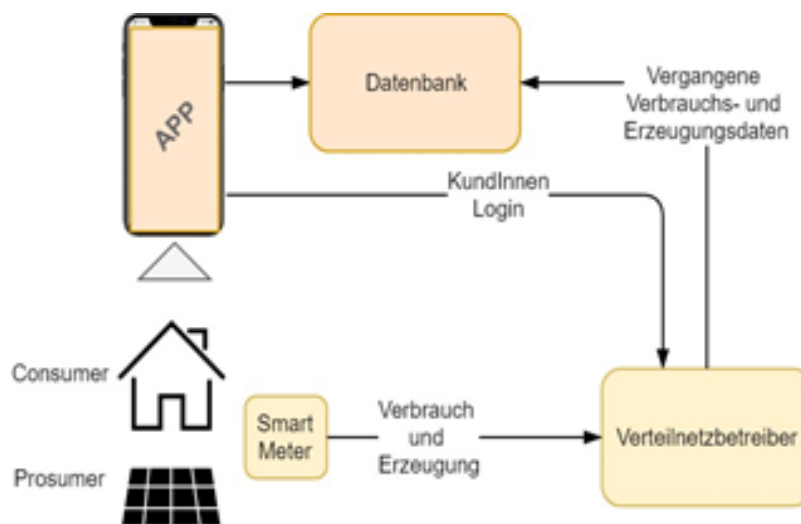 APP
Datenbank
Vergangene
Verbrauchs- und
Erzeugungsdaten
KundInnen
Login
Consumer
Smart
Meter
Verbrauch
und
Erzeugung
Verteilnetzbetreiber
Prosumer